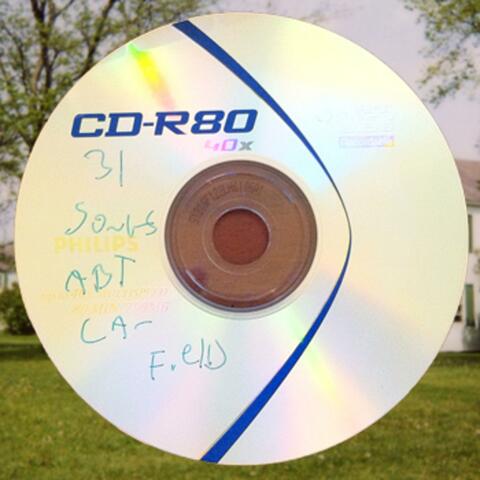 CD-R80
40x
31
SONGS
PHILIPS
ABT
CA-
FIEld